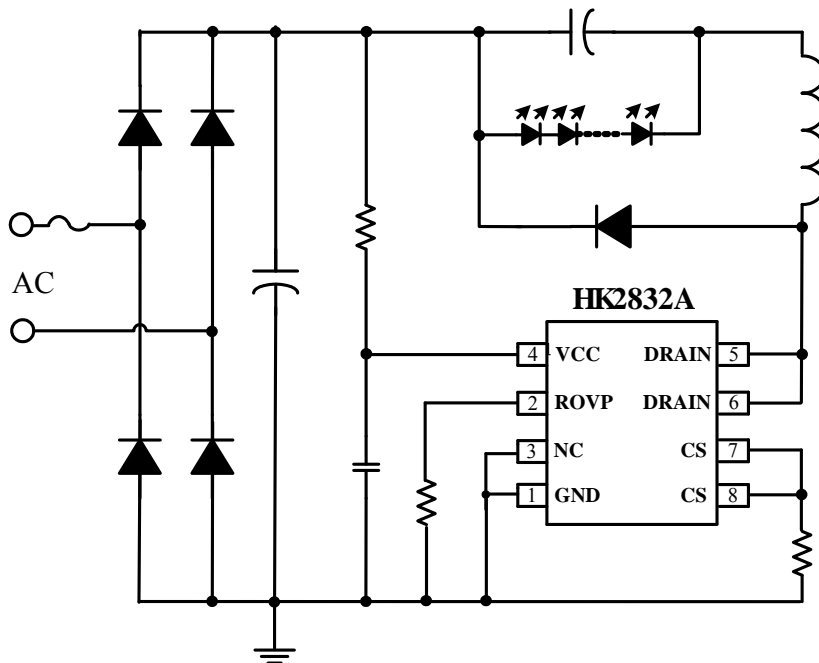 AC
HK2832A
4 VCC DRAIN 5
2 ROVP DRAIN 6
3 NC CS 7
1 GND CS 8